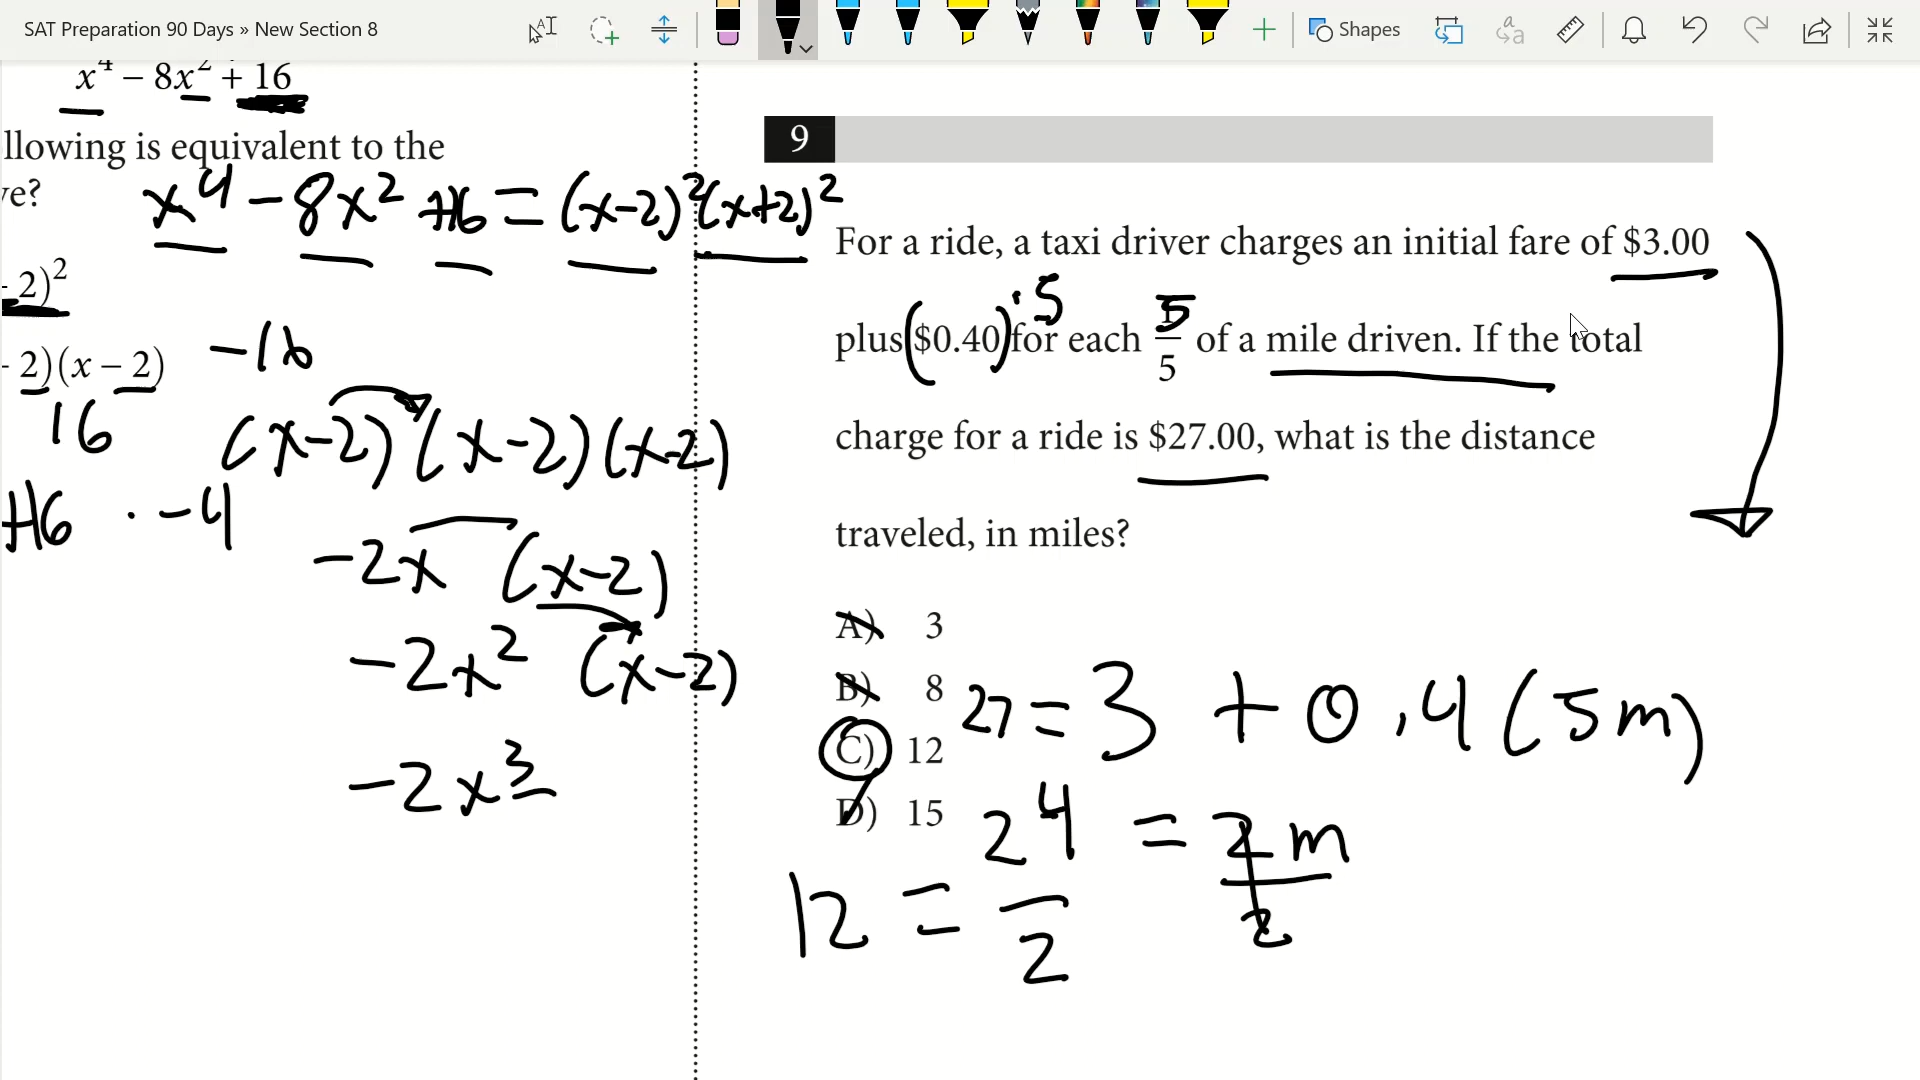 SAT Preparation 90 Days » New Section 8
Shapes
x⁴ – 8x² + 16
llowing is equivalent to the
ve?
x⁴ - 8x² +16 = (x-2)²(x+2)²
- 2)²
-16
- 2)(x – 2)
16
(x-2)(x-2)(x-2)
+16 · -4
-2x (x-2)
-2x² (x-2)
-2x³
9
For a ride, a taxi driver charges an initial fare of $3.00
·5
plus ($0.40) for each 5/5 of a mile driven. If the total
charge for a ride is $27.00, what is the distance
traveled, in miles?
A) 3
B) 8
27 = 3 + 0.4(5m)
C) 12
D) 15
24 = 2m
12 = 2 2